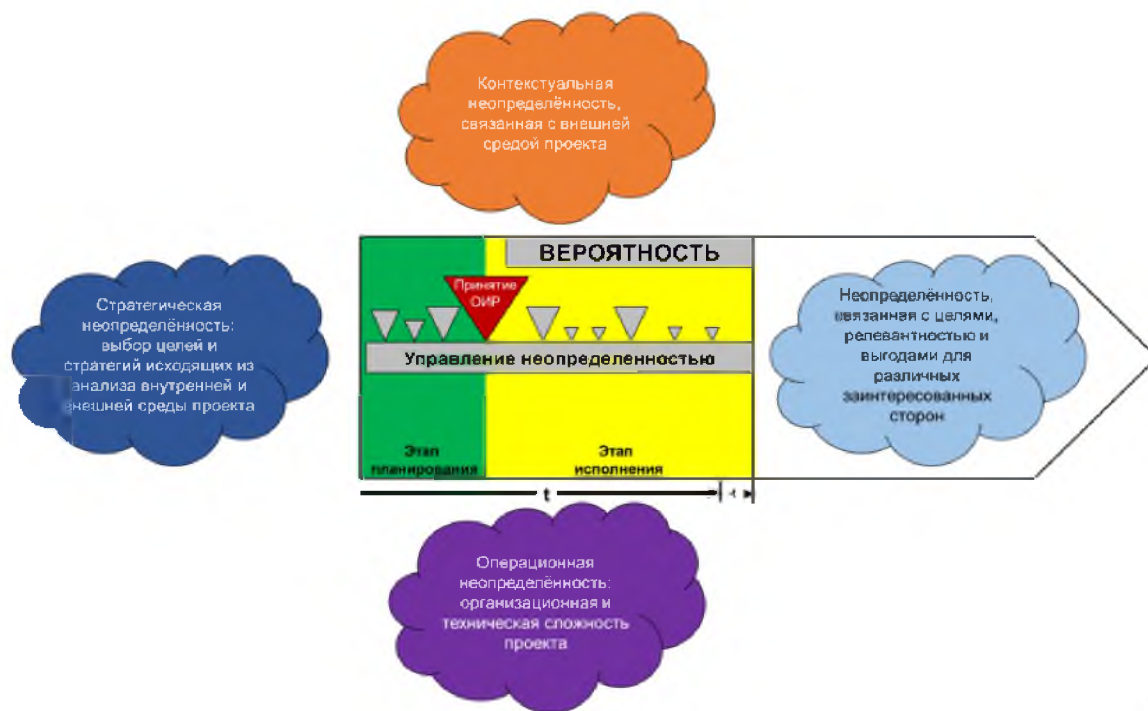 Контекстуальная
неопределённость,
связанная с внешней
средой проекта
ВЕРОЯТНОСТЬ
Принятие
ОИР
Управление неопределенностью
Этап
планирования
Этап
исполнения
t
Стратегическая
неопределённость:
выбор целей и
стратегий исходящих из
анализа внутренней и
внешней среды проекта
Неопределённость,
связанная с целями,
релевантностью и
выгодами для
различных
заинтересованных
сторон
Операционная
неопределённость:
организационная и
техническая сложность
проекта